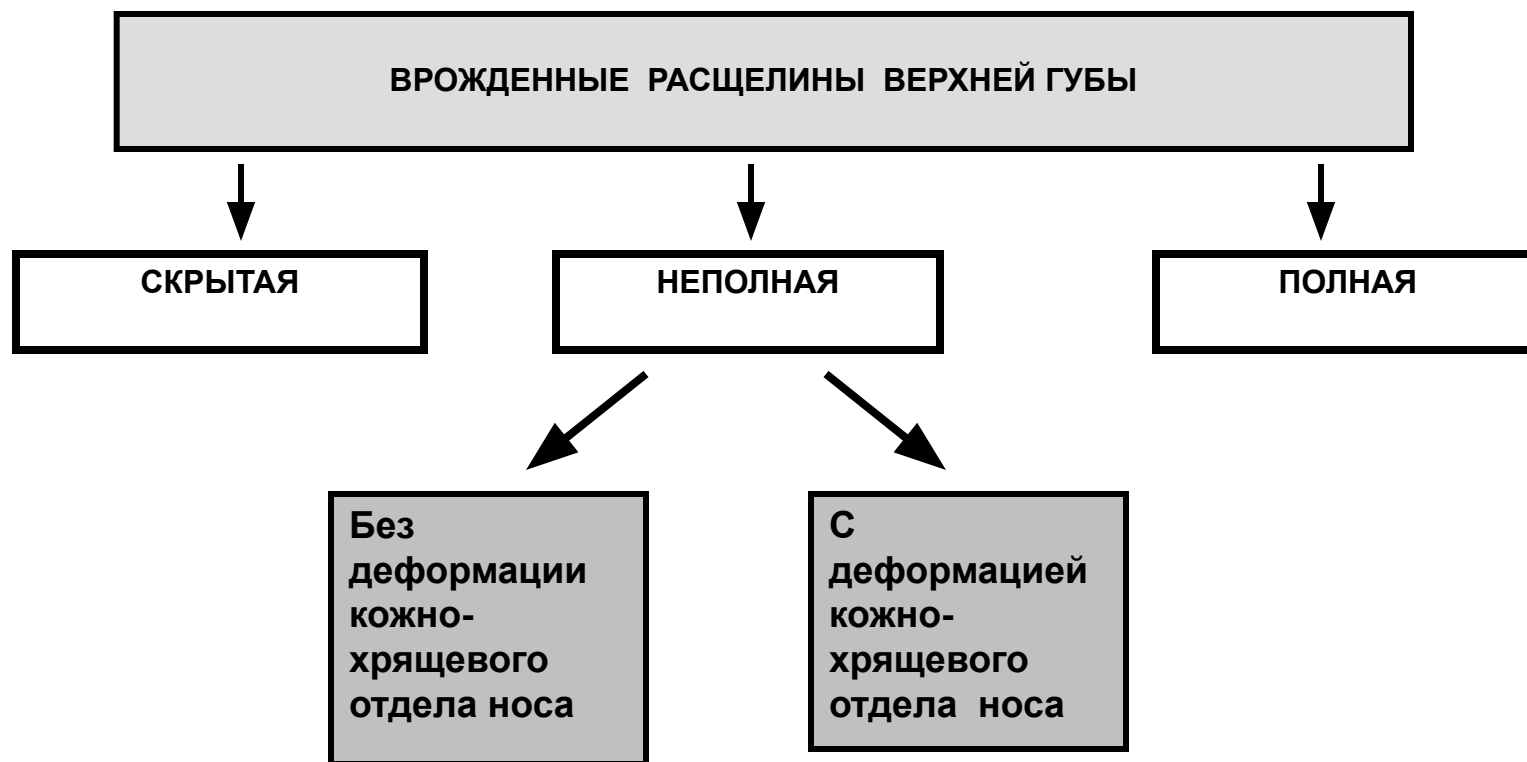 ВРОЖДЕННЫЕ РАСЩЕЛИНЫ ВЕРХНЕЙ ГУБЫ
СКРЫТАЯ
НЕПОЛНАЯ
ПОЛНАЯ
Без
деформации
кожно-
хрящевого
отдела носа
С
деформацией
кожно-
хрящевого
отдела носа